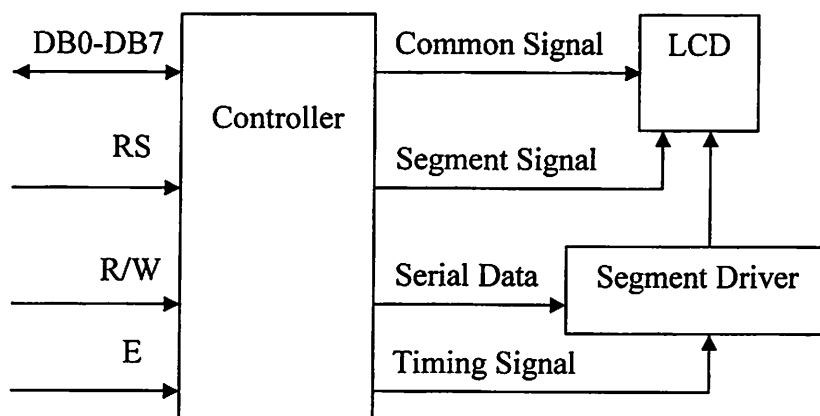 DB0-DB7
Common Signal
LCD
Controller
RS
Segment Signal
R/W
Serial Data
Segment Driver
E
Timing Signal